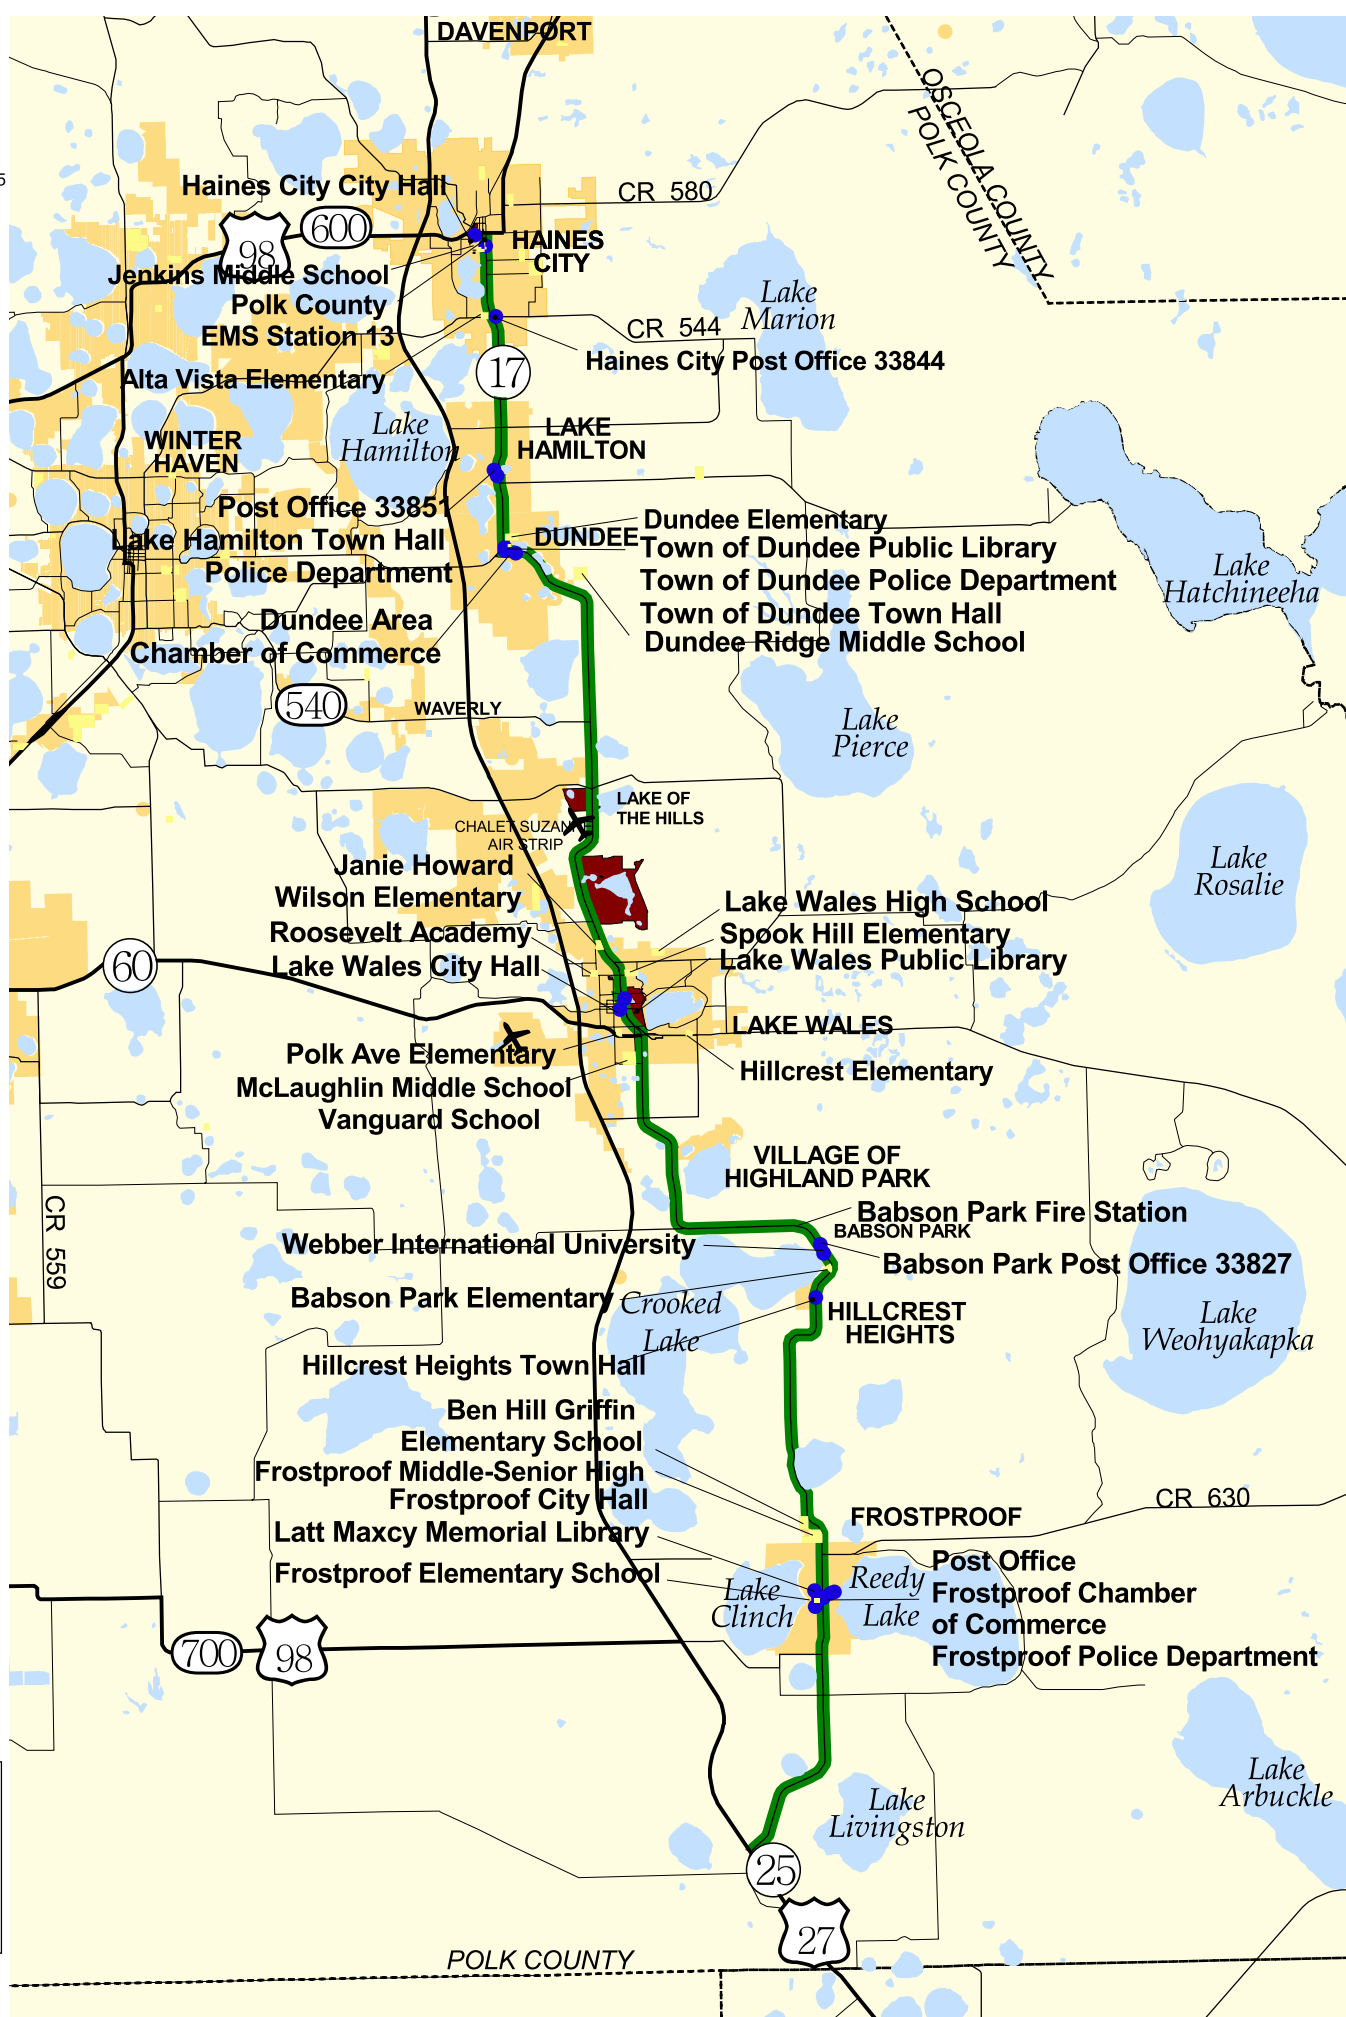 DAVENPORT
OSCEOLA COUNTY
POLK COUNTY
5
Haines City City Hall
CR 580
600
98
HAINES
CITY
Jenkins Middle School
Polk County
EMS Station 13
Lake
Marion
CR 544
Haines City Post Office 33844
Alta Vista Elementary
17
Lake
Hamilton
LAKE
HAMILTON
WINTER
HAVEN
Post Office 33851
Lake Hamilton Town Hall
Police Department
DUNDEE
Dundee Elementary
Town of Dundee Public Library
Town of Dundee Police Department
Town of Dundee Town Hall
Dundee Ridge Middle School
Lake
Hatchineeha
Dundee Area
Chamber of Commerce
540
WAVERLY
Lake
Pierce
LAKE OF
THE HILLS
CHALET SUZANNE
AIR STRIP
Janie Howard
Wilson Elementary
Lake
Rosalie
Lake Wales High School
Roosevelt Academy
Spook Hill Elementary
Lake Wales City Hall
Lake Wales Public Library
60
LAKE WALES
Polk Ave Elementary
Hillcrest Elementary
McLaughlin Middle School
Vanguard School
VILLAGE OF
HIGHLAND PARK
CR 559
Babson Park Fire Station
BABSON PARK
Webber International University
Babson Park Post Office 33827
Babson Park Elementary
Crooked
Lake
HILLCREST
HEIGHTS
Lake
Weohyakapka
Hillcrest Heights Town Hall
Ben Hill Griffin
Elementary School
Frostproof Middle-Senior High
Frostproof City Hall
CR 630
FROSTPROOF
Latt Maxcy Memorial Library
Frostproof Elementary School
Lake
Clinch
Reedy
Lake
Post Office
Frostproof Chamber
of Commerce
Frostproof Police Department
700
98
Lake
Arbuckle
Lake
Livingston
25
27
POLK COUNTY